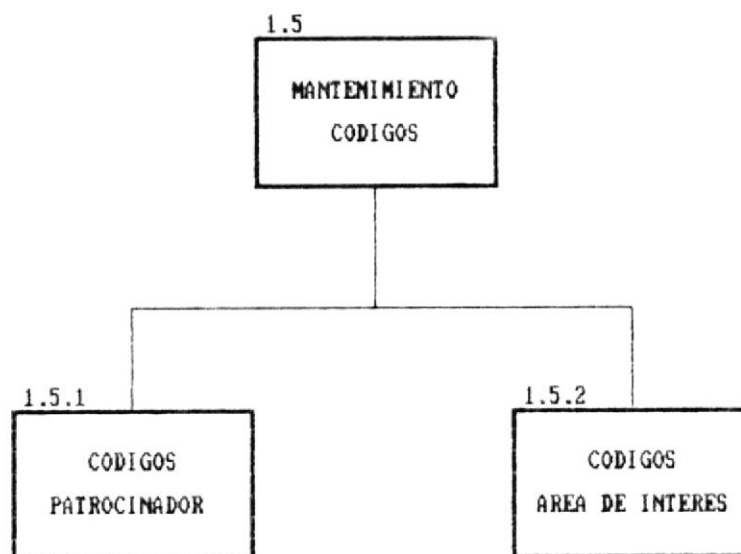 1.5
MANTENIMIENTO
CODIGOS
1.5.1
CODIGOS
PATROCINADOR
1.5.2
CODIGOS
AREA DE INTERES